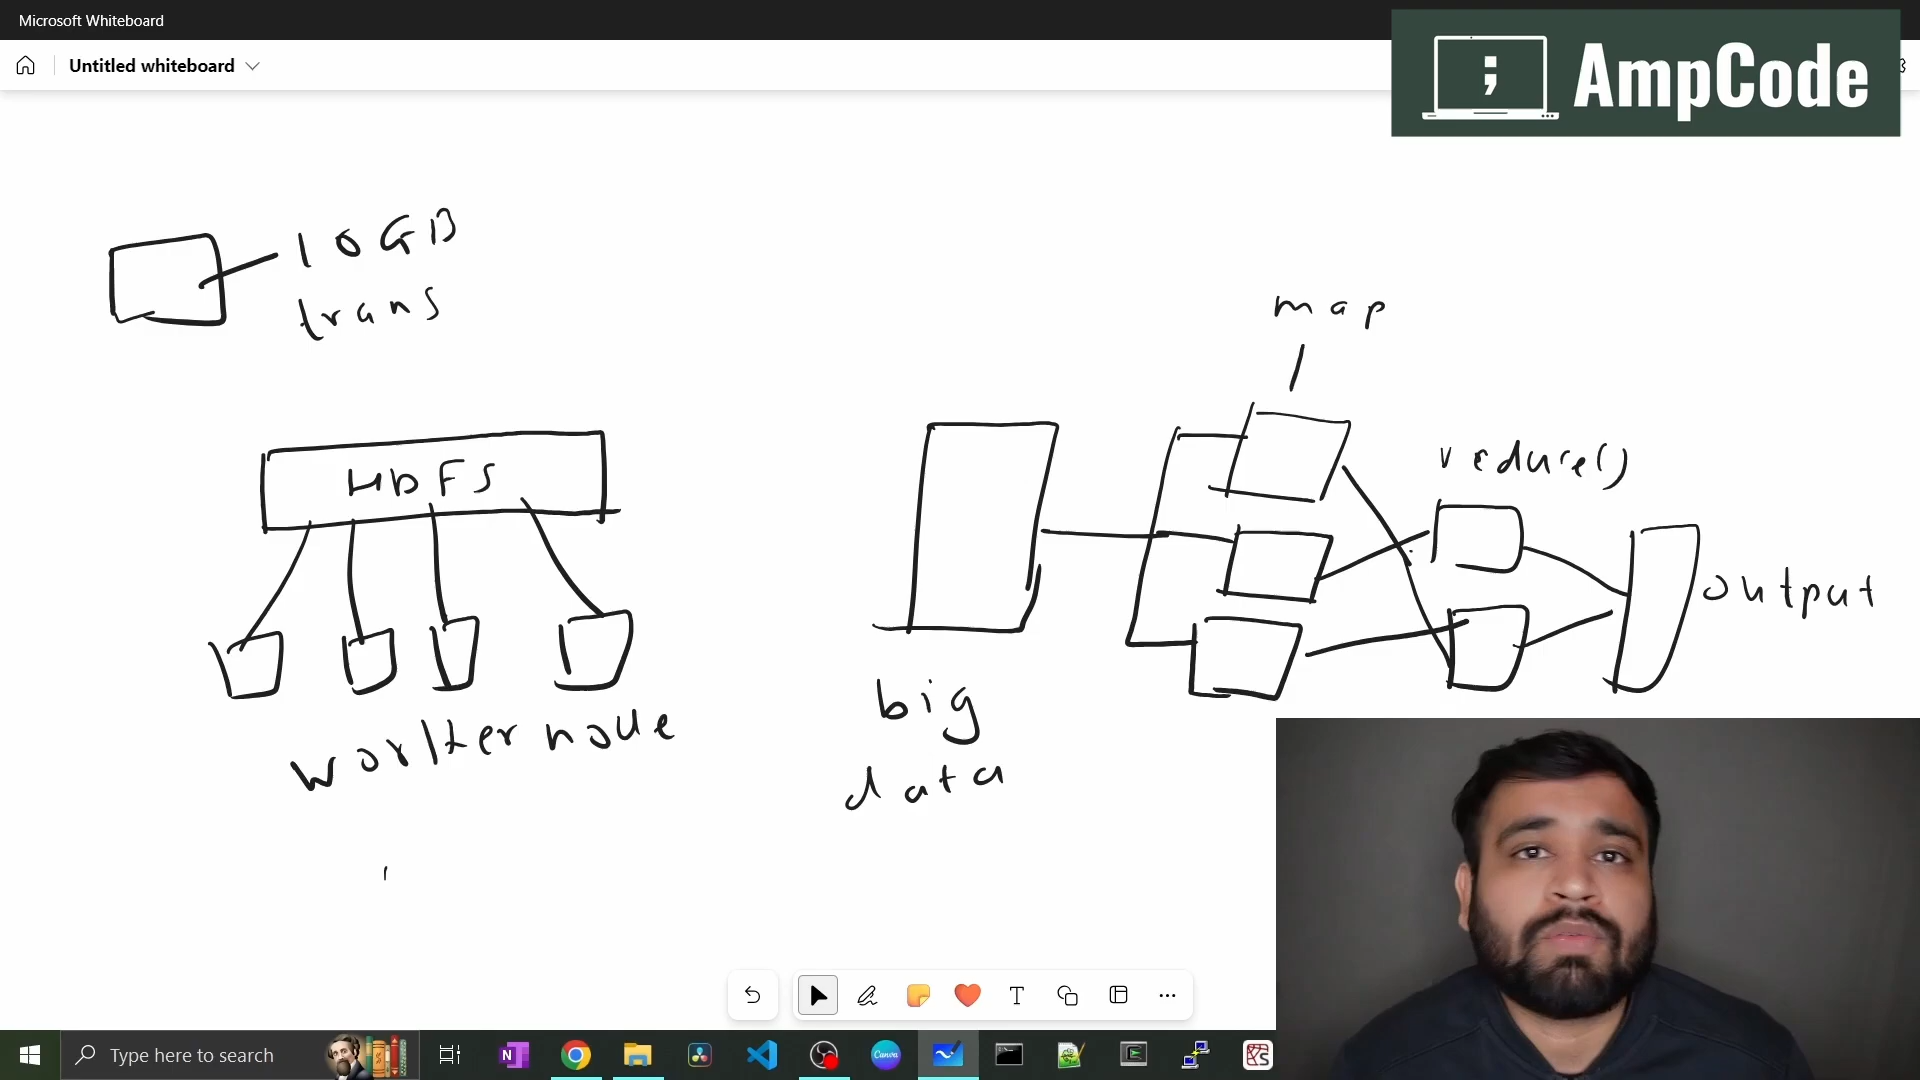 Microsoft Whiteboard
Untitled whiteboard
; AmpCode
10GB
trans
HDFS
worker node
big
data
map
reduce()
output
T
Type here to search
N
Canva